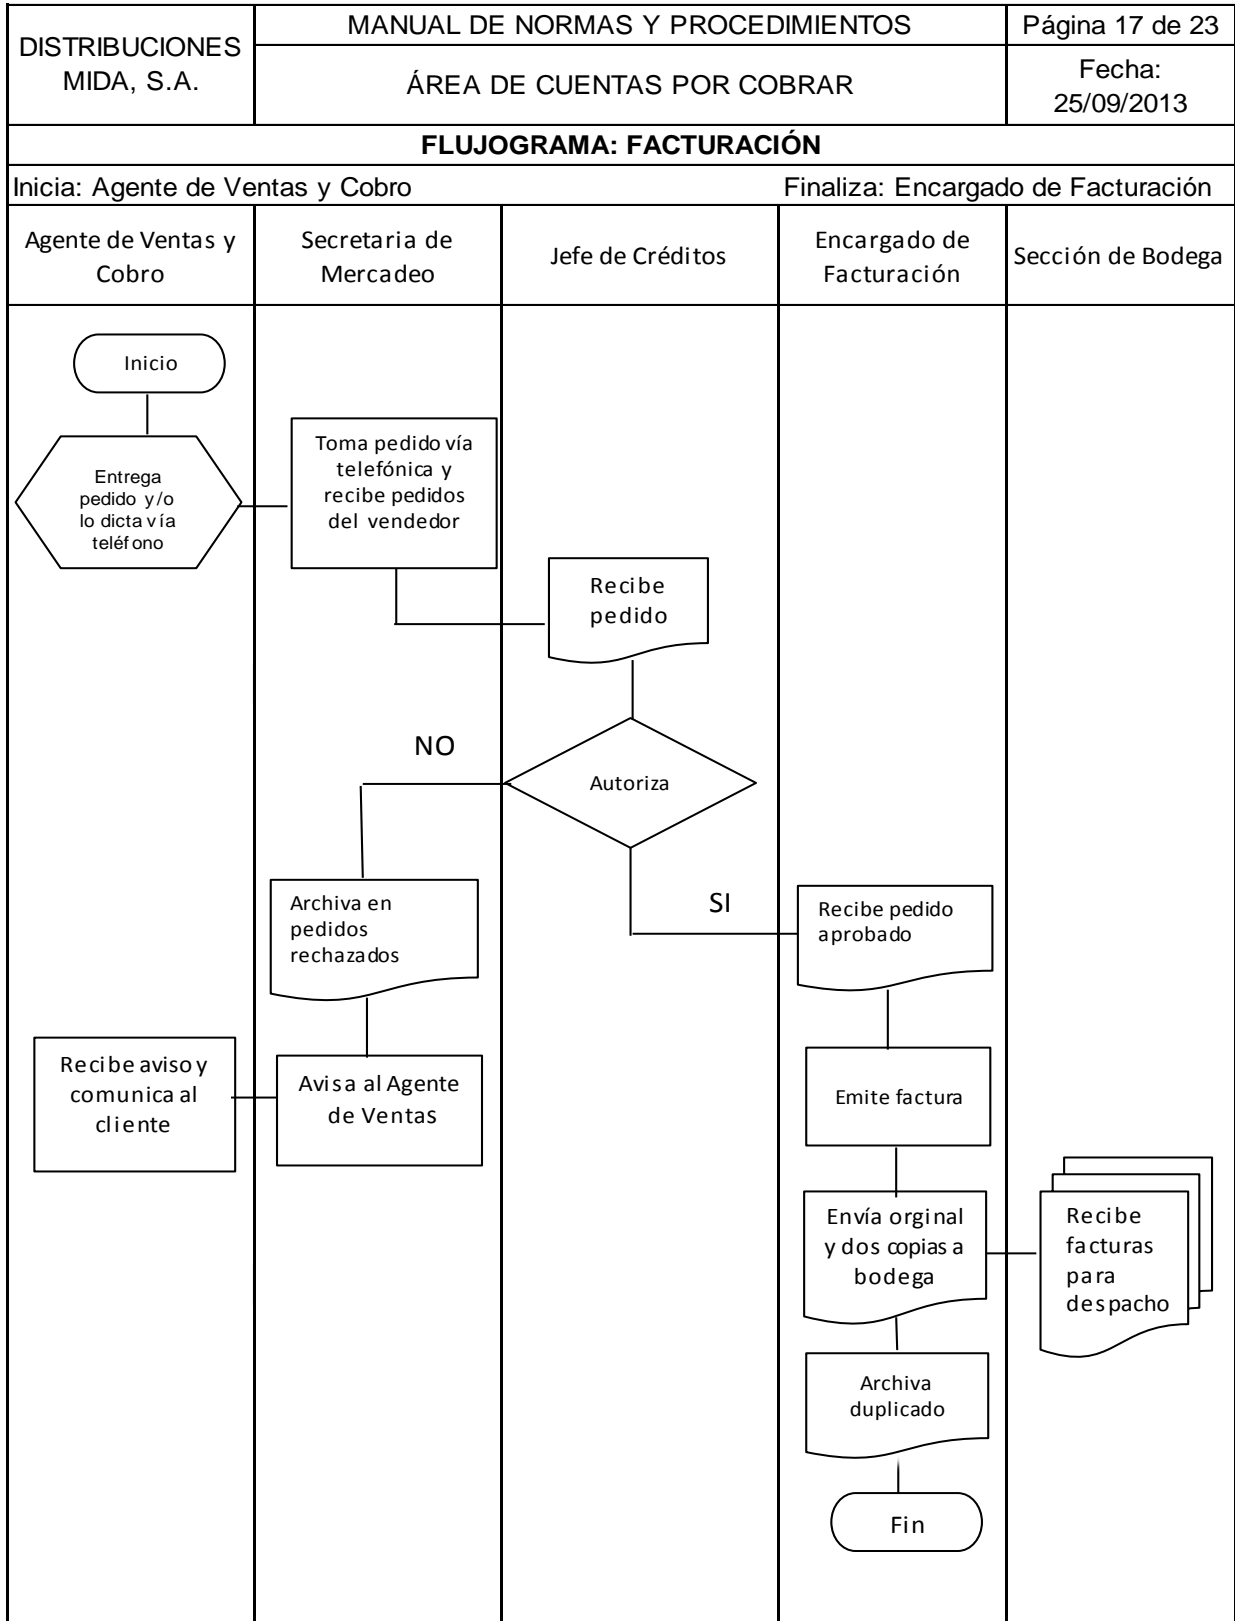 DISTRIBUCIONES
MIDA, S.A.
MANUAL DE NORMAS Y PROCEDIMIENTOS
Página 17 de 23
ÁREA DE CUENTAS POR COBRAR
Fecha:
25/09/2013
FLUJOGRAMA: FACTURACIÓN
Inicia: Agente de Ventas y Cobro
Finaliza: Encargado de Facturación
Agente de Ventas y
Cobro
Secretaria de
Mercadeo
Jefe de Créditos
Encargado de
Facturación
Sección de Bodega
Inicio
Entrega
pedido y/o
lo dicta vía
teléfono
Toma pedido vía
telefónica y
recibe pedidos
del vendedor
Recibe
pedido
NO
Autoriza
SI
Archiva en
pedidos
rechazados
Recibe pedido
aprobado
Recibe aviso y
comunica al
cliente
Avisa al Agente
de Ventas
Emite factura
Envía orginal
y dos copias a
bodega
Recibe
facturas
para
despacho
Archiva
duplicado
Fin